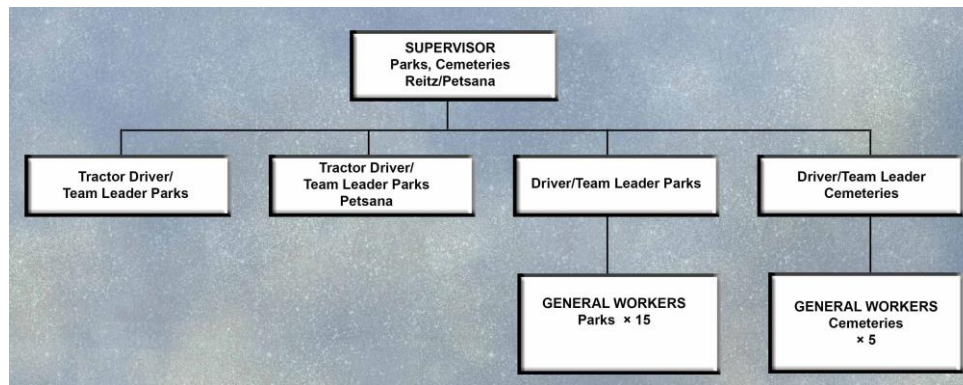 SUPERVISOR
Parks, Cemeteries
Reitz/Petsana
Tractor Driver/
Team Leader Parks
Tractor Driver/
Team Leader Parks
Petsana
Driver/Team Leader Parks
Driver/Team Leader
Cemeteries
GENERAL WORKERS
Parks × 15
GENERAL WORKERS
Cemeteries
× 5